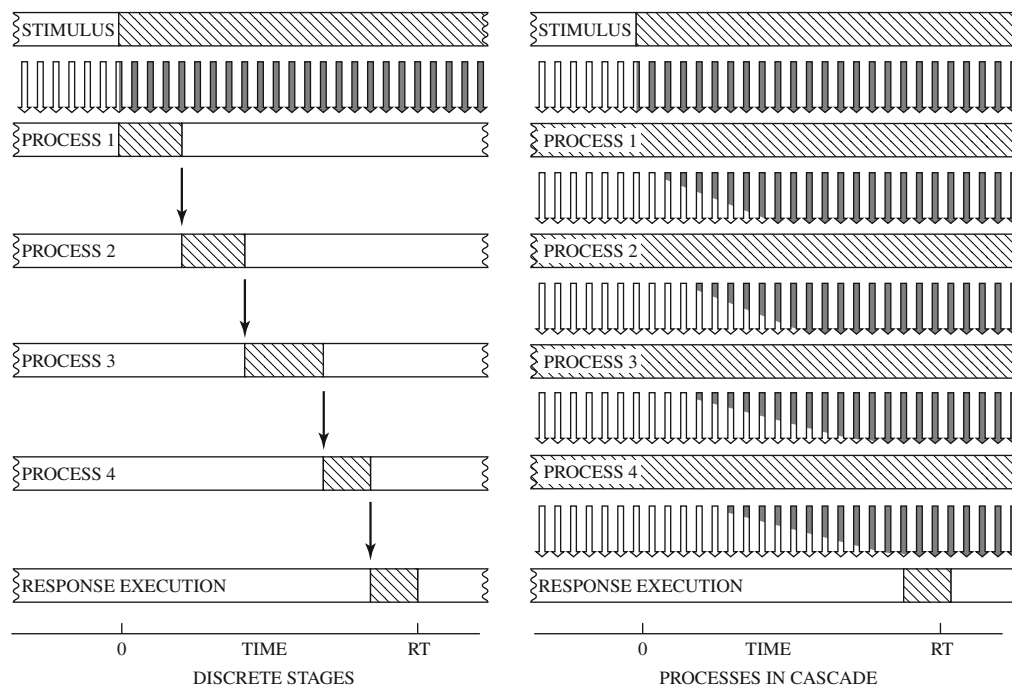 STIMULUS
PROCESS 1
PROCESS 2
PROCESS 3
PROCESS 4
RESPONSE EXECUTION
0 TIME RT
DISCRETE STAGES
STIMULUS
PROCESS 1
PROCESS 2
PROCESS 3
PROCESS 4
RESPONSE EXECUTION
0 TIME RT
PROCESSES IN CASCADE